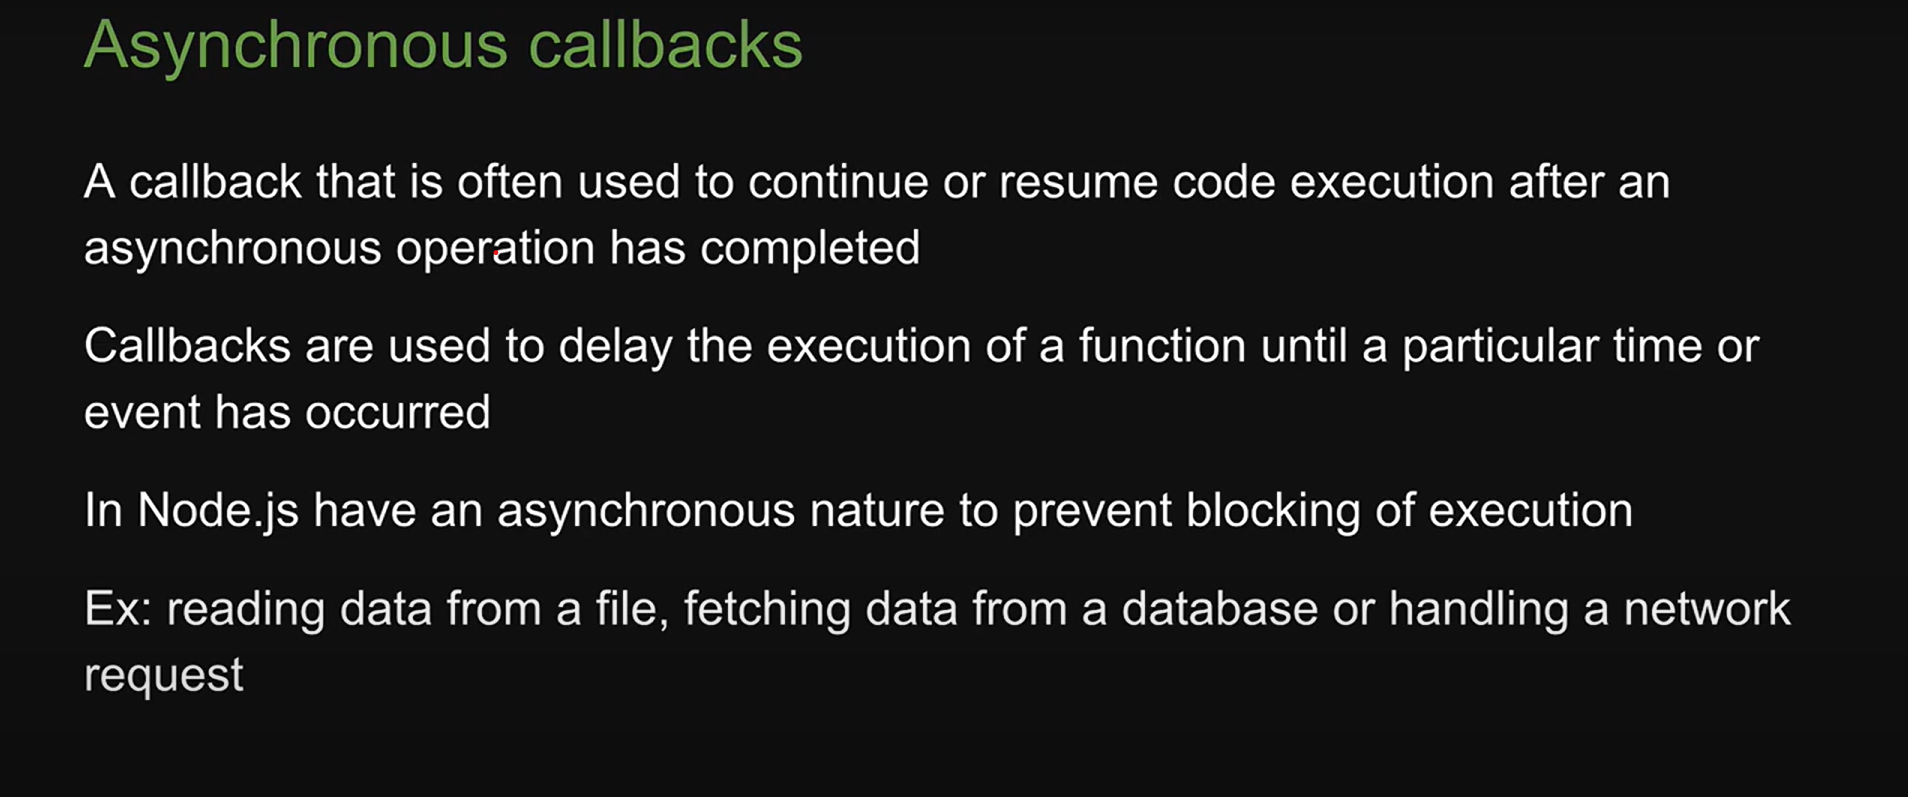 Asynchronous callbacks
A callback that is often used to continue or resume code execution after an
asynchronous operation has completed
Callbacks are used to delay the execution of a function until a particular time or
event has occurred
In Node.js have an asynchronous nature to prevent blocking of execution
Ex: reading data from a file, fetching data from a database or handling a network
request